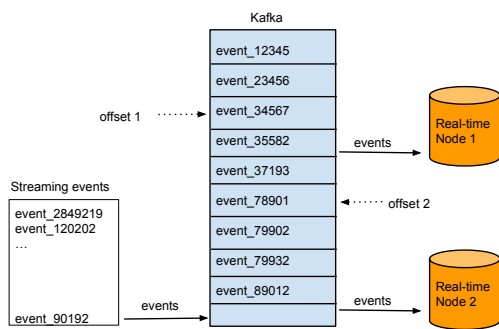 Kafka
event_12345
event_23456
event_34567
event_35582
event_37193
event_78901
event_79902
event_79932
event_89012
offset 1
offset 2
Streaming events
event_2849219
event_120202
...
event_90192
events
events
events
Real-time
Node 1
Real-time
Node 2